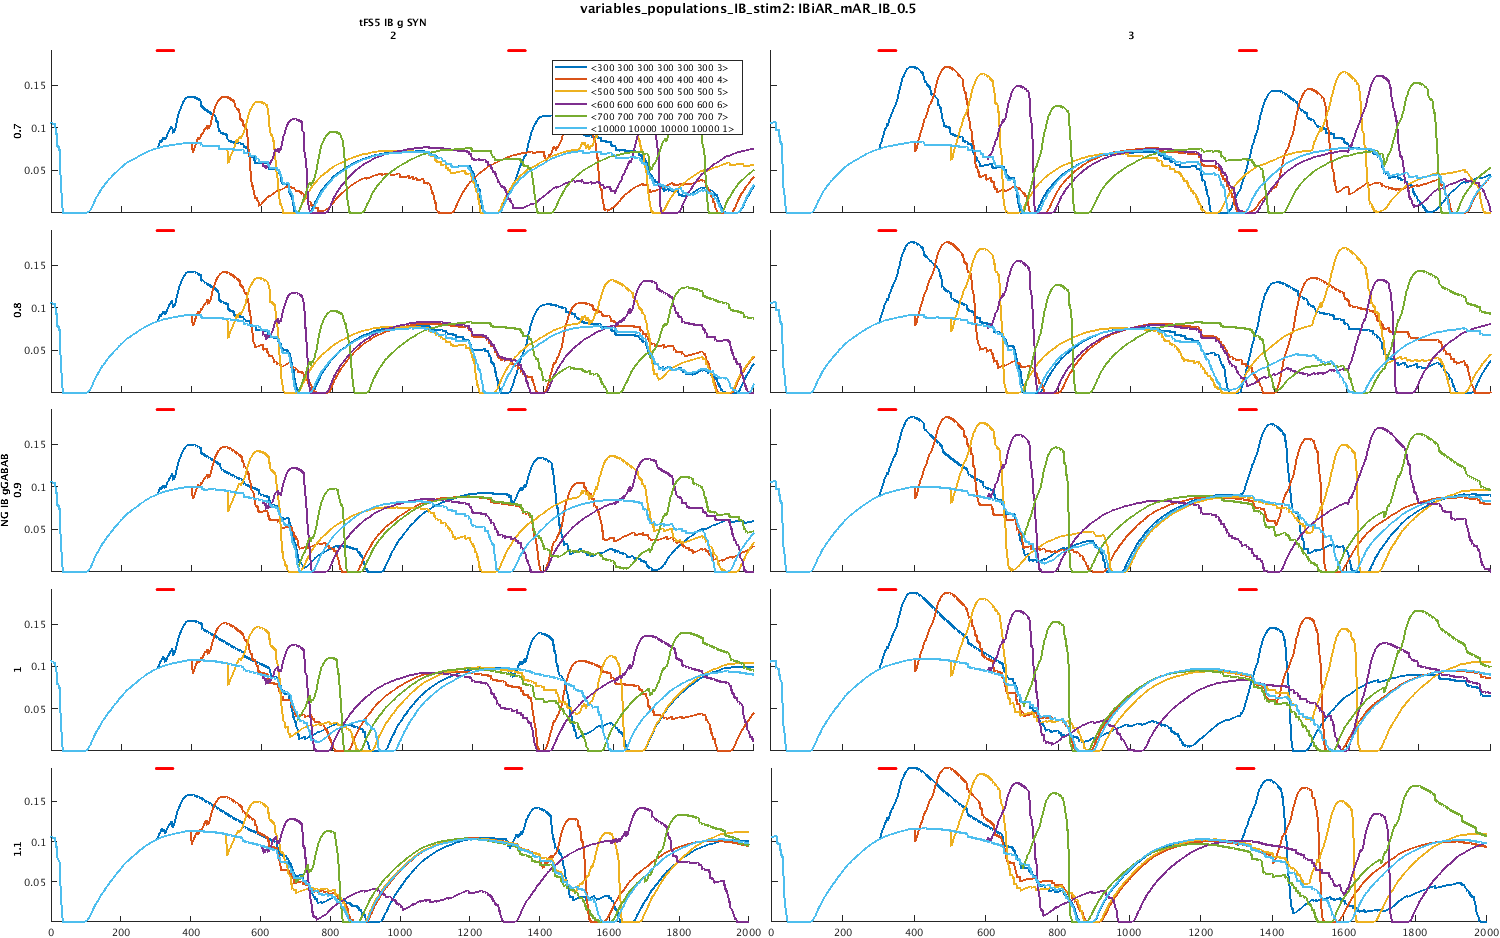 variables_populations_IB_stim2: IBiAR_mAR_IB_0.5
tFS5 IB g SYN
2
3
<300 300 300 300 300 300 3>
<400 400 400 400 400 400 4>
<500 500 500 500 500 500 5>
<600 600 600 600 600 600 6>
<700 700 700 700 700 700 7>
<10000 10000 10000 10000 1>
0.15
0.1
0.05
0.7
0.15
0.1
0.05
0.8
0.15
0.1
0.05
NG IB gGABAB
0.9
0.15
0.1
0.05
1
0.15
0.1
0.05
1.1
0 200 400 600 800 1000 1200 1400 1600 1800 2000
0 200 400 600 800 1000 1200 1400 1600 1800 2000